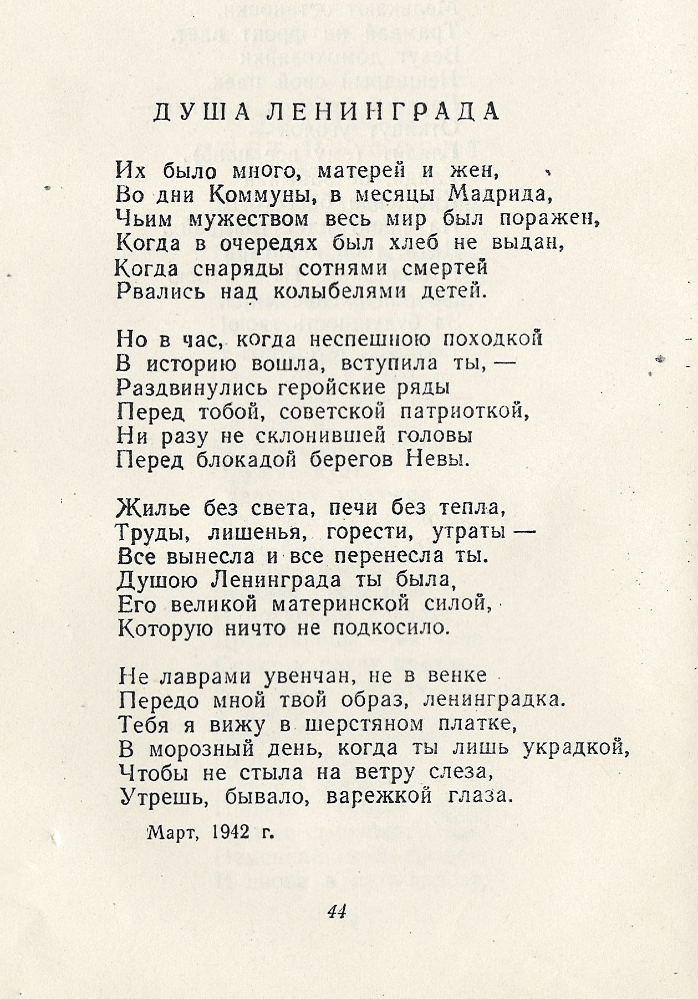 ДУША ЛЕНИНГРАДА
Их было много, матерей и жен,
Во дни Коммуны, в месяцы Мадрида,
Чьим мужеством весь мир был поражен,
Когда в очередях был хлеб не выдан,
Когда снаряды сотнями смертей
Рвались над колыбелями детей.
Но в час, когда неспешною походкой
В историю вошла, вступила ты, —
Раздвинулись геройские ряды
Перед тобой, советской патриоткой,
Ни разу не склонившей головы
Перед блокадой берегов Невы.
Жилье без света, печи без тепла,
Труды, лишенья, горести, утраты —
Все вынесла и все перенесла ты.
Душою Ленинграда ты была,
Его великой материнской силой,
Которую ничто не подкосило.
Не лаврами увенчан, не в венке
Передо мной твой образ, ленинградка.
Тебя я вижу в шерстяном платке,
В морозный день, когда ты лишь украдкой,
Чтобы не стыла на ветру слеза,
Утрешь, бывало, варежкой глаза.
Март, 1942 г.
44